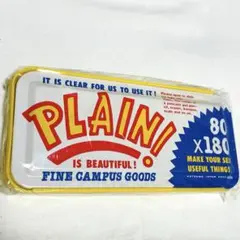 IT IS CLEAR FOR US TO USE IT!
PLAIN!
IS BEAUTIFUL!
FINE CAMPUS GOODS
80
X180
MAKE YOUR SEL
USEFUL THINGS!